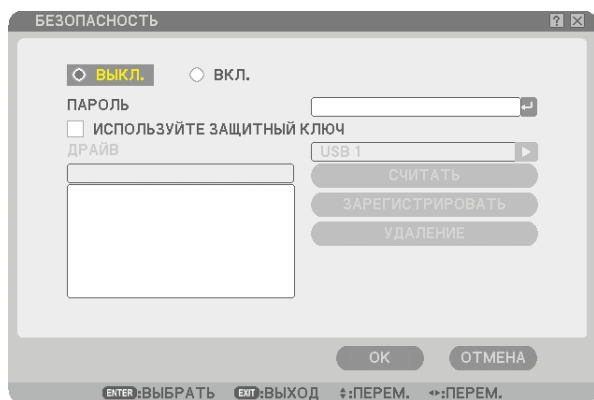 БЕЗОПАСНОСТЬ
ВЫКЛ. ВКЛ.
ПАРОЛЬ
ИСПОЛЬЗУЙТЕ ЗАЩИТНЫЙ КЛЮЧ
ДРАЙВ USB 1
СЧИТАТЬ
ЗАРЕГИСТРИРОВАТЬ
УДАЛЕНИЕ
OK ОТМЕНА
ENTER:ВЫБРАТЬ EXIT:ВЫХОД :ПЕРЕМ. :ПЕРЕМ.